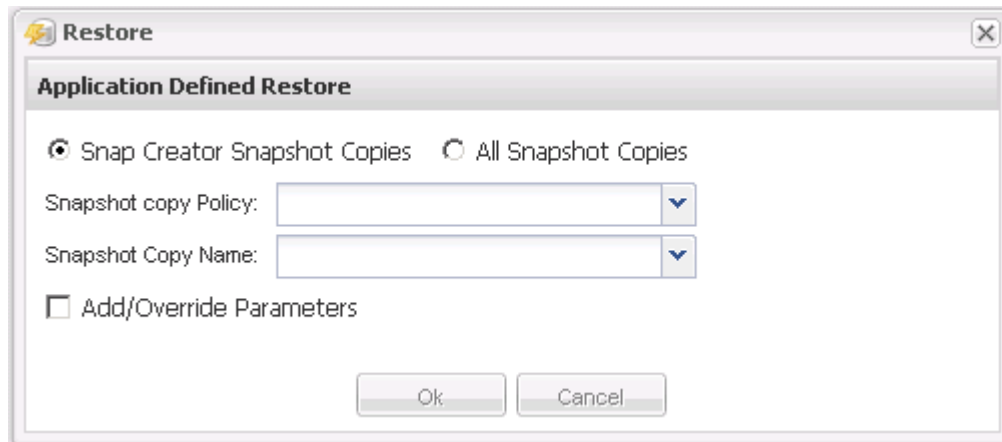 Restore
Application Defined Restore
Snap Creator Snapshot Copies All Snapshot Copies
Snapshot copy Policy:
Snapshot Copy Name:
Add/Override Parameters
Ok Cancel